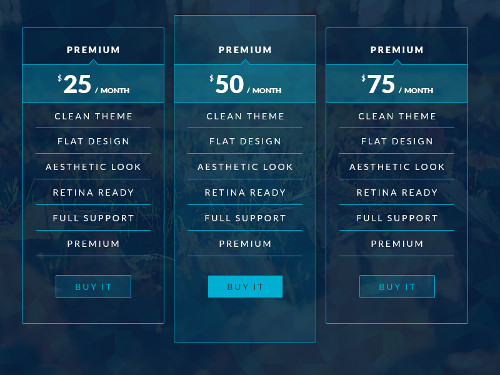 PREMIUM
$25 / MONTH
CLEAN THEME
FLAT DESIGN
AESTHETIC LOOK
RETINA READY
FULL SUPPORT
PREMIUM
BUY IT
PREMIUM
$50 / MONTH
CLEAN THEME
FLAT DESIGN
AESTHETIC LOOK
RETINA READY
FULL SUPPORT
PREMIUM
BUY IT
PREMIUM
$75 / MONTH
CLEAN THEME
FLAT DESIGN
AESTHETIC LOOK
RETINA READY
FULL SUPPORT
PREMIUM
BUY IT